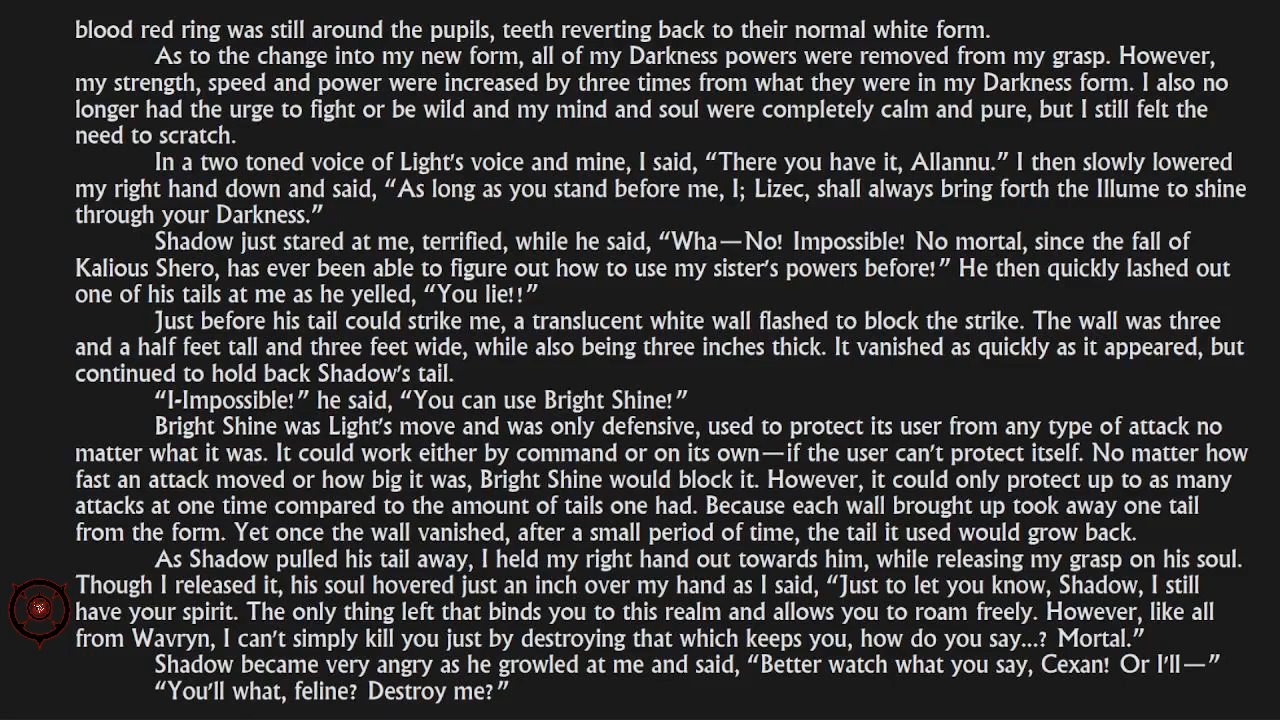 blood red ring was still around the pupils, teeth reverting back to their normal white form.
As to the change into my new form, all of my Darkness powers were removed from my grasp. However,
my strength, speed and power were increased by three times from what they were in my Darkness form. I also no
longer had the urge to fight or be wild and my mind and soul were completely calm and pure, but I still felt the
need to scratch.
In a two toned voice of Light's voice and mine, I said, “There you have it, Allannu.” I then slowly lowered
my right hand down and said, “As long as you stand before me, I; Lizec, shall always bring forth the Illume to shine
through your Darkness.”
Shadow just stared at me, terrified, while he said, “Wha—No! Impossible! No mortal, since the fall of
Kalious Shero, has ever been able to figure out how to use my sister's powers before!” He then quickly lashed out
one of his tails at me as he yelled, “You lie!!”
Just before his tail could strike me, a translucent white wall flashed to block the strike. The wall was three
and a half feet tall and three feet wide, while also being three inches thick. It vanished as quickly as it appeared, but
continued to hold back Shadow's tail.
“I-Impossible!” he said, “You can use Bright Shine!”
Bright Shine was Light's move and was only defensive, used to protect its user from any type of attack no
matter what it was. It could work either by command or on its own—if the user can't protect itself. No matter how
fast an attack moved or how big it was, Bright Shine would block it. However, it could only protect up to as many
attacks at one time compared to the amount of tails one had. Because each wall brought up took away one tail
from the form. Yet once the wall vanished, after a small period of time, the tail it used would grow back.
As Shadow pulled his tail away, I held my right hand out towards him, while releasing my grasp on his soul.
Though I released it, his soul hovered just an inch over my hand as I said, “Just to let you know, Shadow, I still
have your spirit. The only thing left that binds you to this realm and allows you to roam freely. However, like all
from Wavryn, I can't simply kill you just by destroying that which keeps you, how do you say...? Mortal.”
Shadow became very angry as he growled at me and said, “Better watch what you say, Cexan! Or I'll—”
“You'll what, feline? Destroy me?”